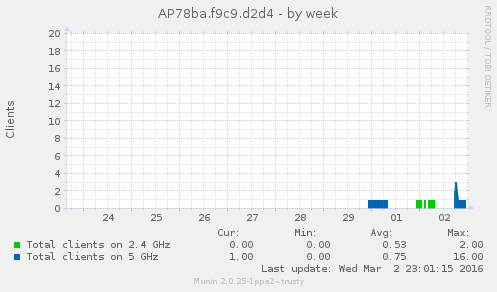 AP78ba.f9c9.d2d4 - by week
RRDTOOL / TOBI OETIKER
Clients
20
18
16
14
12
10
8
6
4
2
0
24 25 26 27 28 29 01 02
Cur: Min: Avg: Max:
Total clients on 2.4 GHz 0.00 0.00 0.53 2.00
Total clients on 5 GHz 1.00 0.00 0.75 16.00
Last update: Wed Mar 2 23:01:15 2016
Munin 2.0.25-1ppa2~trusty